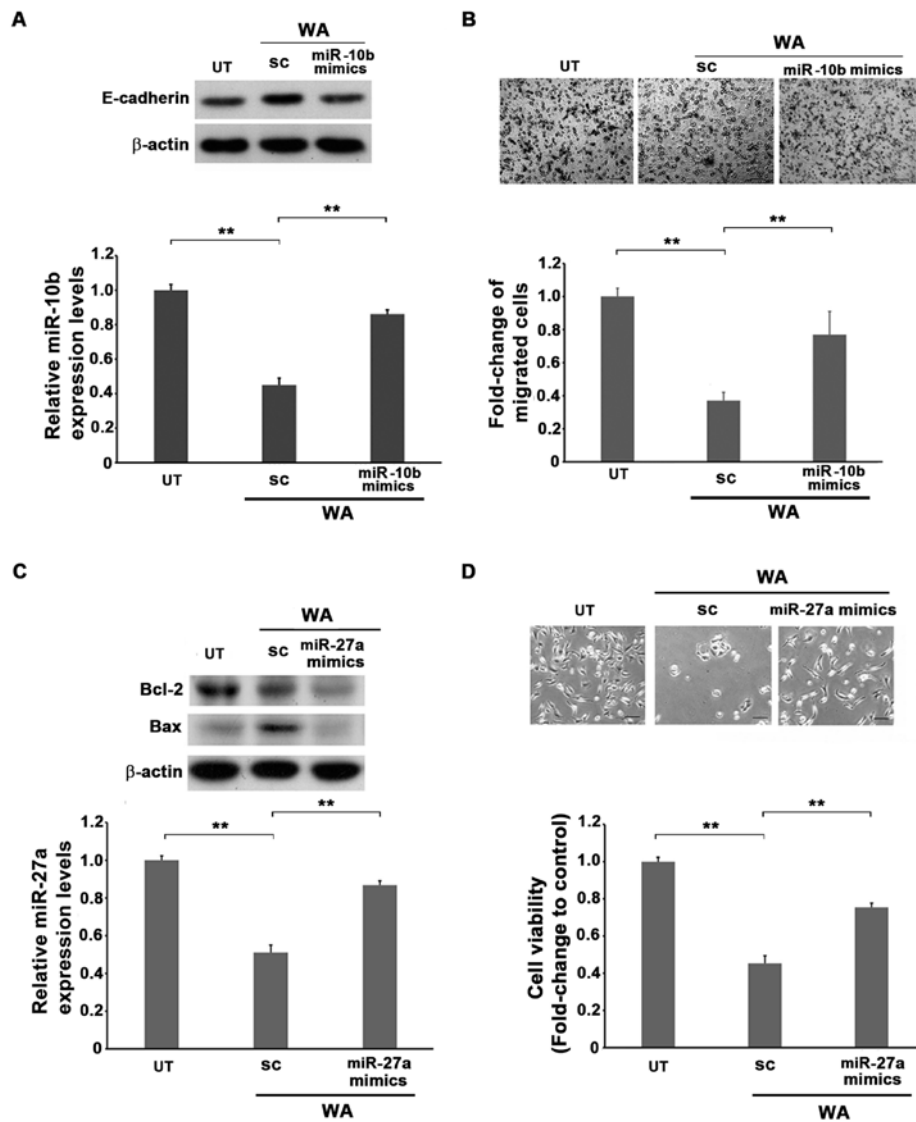 A
WA
UT
SC
miR-10b
mimics
E-cadherin
β-actin
**
**
1.2
1.0
0.8
0.6
0.4
0.2
0
Relative miR-10b
expression levels
UT
SC
miR-10b
mimics
WA
B
WA
UT
SC
miR-10b mimics
**
**
1.2
1.0
0.8
0.6
0.4
0.2
0
Fold-change of
migrated cells
UT
SC
miR-10b
mimics
WA
C
WA
UT
SC
miR-27a
mimics
Bcl-2
Bax
β-actin
**
**
1.2
1.0
0.8
0.6
0.4
0.2
0
Relative miR-27a
expression levels
UT
SC
miR-27a
mimics
WA
D
WA
UT
SC
miR-27a mimics
**
**
1.2
1.0
0.8
0.6
0.4
0.2
0
Cell viability
(Fold-change to control)
UT
SC
miR-27a
mimics
WA